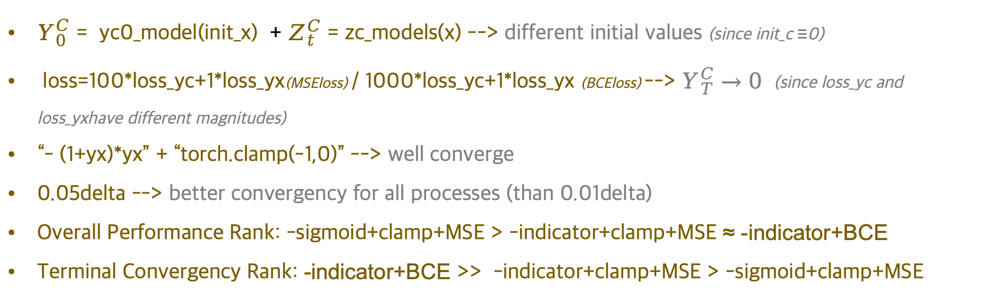 • Y_0^C = yc0_model(init_x) + Z_t^C = zc_models(x) --> different initial values (since init_c≡0)
• loss=100*loss_yc+1*loss_yx(MSEloss) / 1000*loss_yc+1*loss_yx (BCEloss) --> Y_T^C → 0 (since loss_yc and
loss_yxhave different magnitudes)
• “- (1+yx)*yx” + “torch.clamp(-1,0)” --> well converge
• 0.05delta --> better convergency for all processes (than 0.01delta)
• Overall Performance Rank: -sigmoid+clamp+MSE > -indicator+clamp+MSE ≈ -indicator+BCE
• Terminal Convergency Rank: -indicator+BCE >> -indicator+clamp+MSE > -sigmoid+clamp+MSE